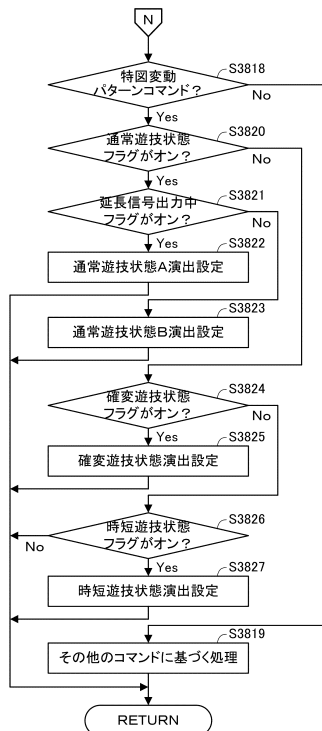 N
S3818
特図変動
パターンコマンド？
No
Yes
S3820
通常遊技状態
フラグがオン？
No
Yes
S3821
延長信号出力中
フラグがオン？
No
Yes
S3822
通常遊技状態A演出設定
S3823
通常遊技状態B演出設定
S3824
確変遊技状態
フラグがオン？
No
Yes
S3825
確変遊技状態演出設定
S3826
時短遊技状態
フラグがオン？
No
Yes
S3827
時短遊技状態演出設定
S3819
その他のコマンドに基づく処理
RETURN